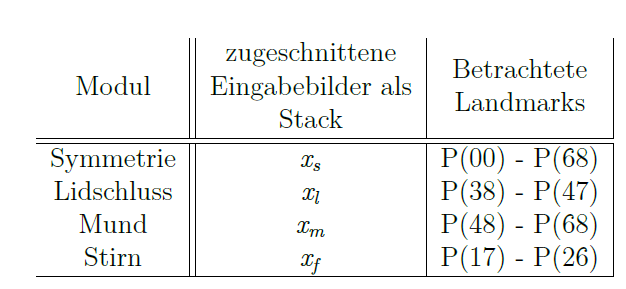 Modul
zugeschnittene
Eingabebilder als
Stack
Betrachtete
Landmarks
Symmetrie x_s P(00) - P(68)
Lidschluss x_l P(38) - P(47)
Mund x_m P(48) - P(68)
Stirn x_f P(17) - P(26)